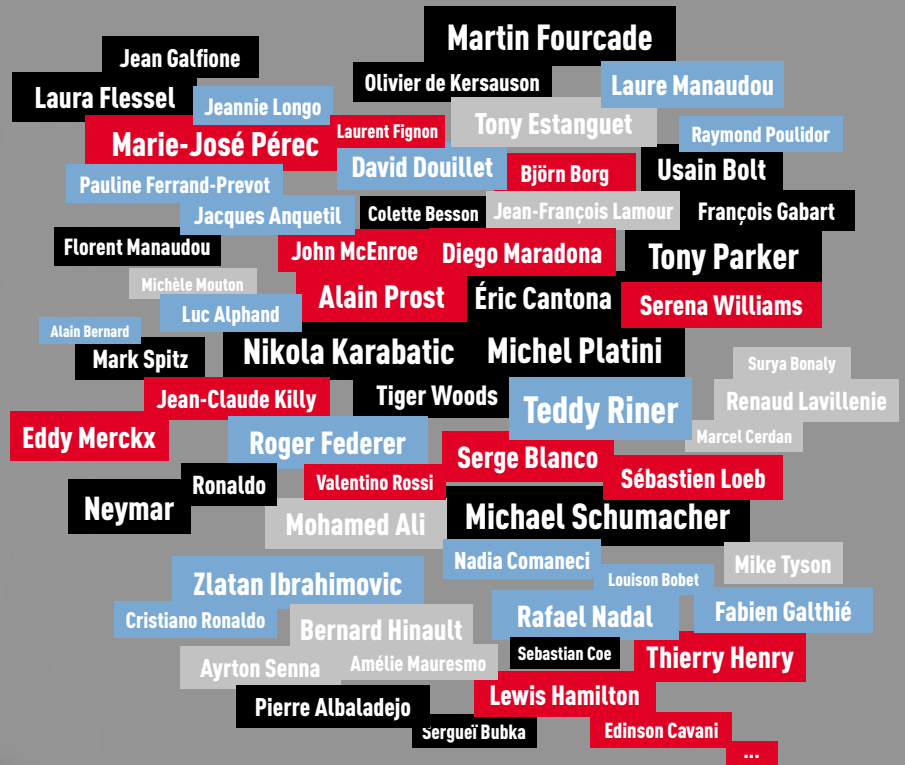 Martin Fourcade
Jean Galfione
Olivier de Kersauson
Laure Manaudou
Laura Flessel
Jeannie Longo
Tony Estanguet
Laurent Fignon
Raymond Poulidor
Marie-José Pérec
David Douillet
Björn Borg
Usain Bolt
Pauline Ferrand-Prevot
Jacques Anquetil
Colette Besson
Jean-François Lamour
François Gabart
Florent Manaudou
John McEnroe
Diego Maradona
Tony Parker
Michèle Mouton
Alain Prost
Éric Cantona
Serena Williams
Luc Alphand
Alain Bernard
Mark Spitz
Nikola Karabatic
Michel Platini
Surya Bonaly
Jean-Claude Killy
Tiger Woods
Teddy Riner
Renaud Lavillenie
Eddy Merckx
Roger Federer
Marcel Cerdan
Serge Blanco
Sébastien Loeb
Ronaldo
Valentino Rossi
Neymar
Mohamed Ali
Michael Schumacher
Nadia Comaneci
Mike Tyson
Zlatan Ibrahimovic
Louison Bobet
Cristiano Ronaldo
Bernard Hinault
Rafael Nadal
Fabien Galthié
Sebastian Coe
Thierry Henry
Ayrton Senna
Amélie Mauresmo
Lewis Hamilton
Pierre Albaladejo
Sergueï Bubka
Edinson Cavani
...